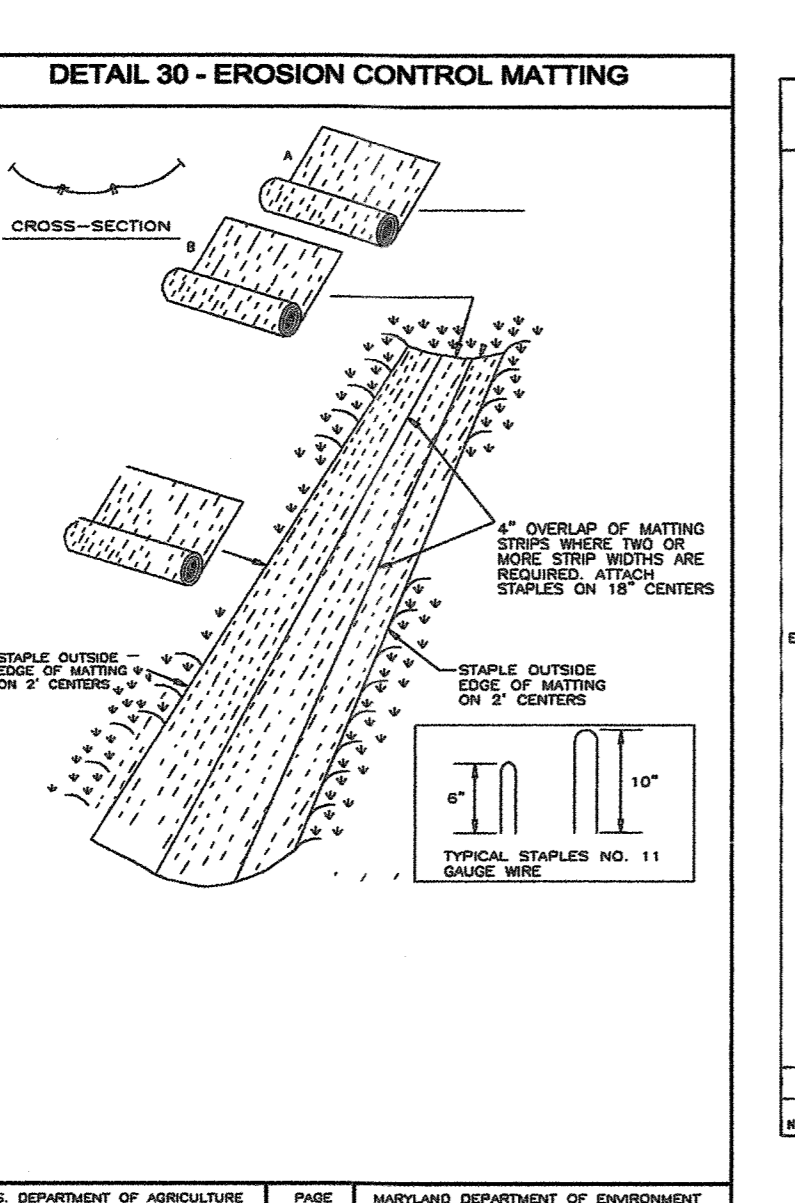 DETAIL 30 - EROSION CONTROL MATTING
A
CROSS-SECTION
B
4" OVERLAP OF MATTING
STRIPS WHERE TWO OR
MORE STRIP WIDTHS ARE
REQUIRED. ATTACH
STAPLES ON 18" CENTERS
STAPLE OUTSIDE
EDGE OF MATTING
ON 2' CENTERS
STAPLE OUTSIDE
EDGE OF MATTING
ON 2' CENTERS
6"
10"
TYPICAL STAPLES NO. 11
GAUGE WIRE
S. DEPARTMENT OF AGRICULTURE
PAGE
MARYLAND DEPARTMENT OF ENVIRONMENT